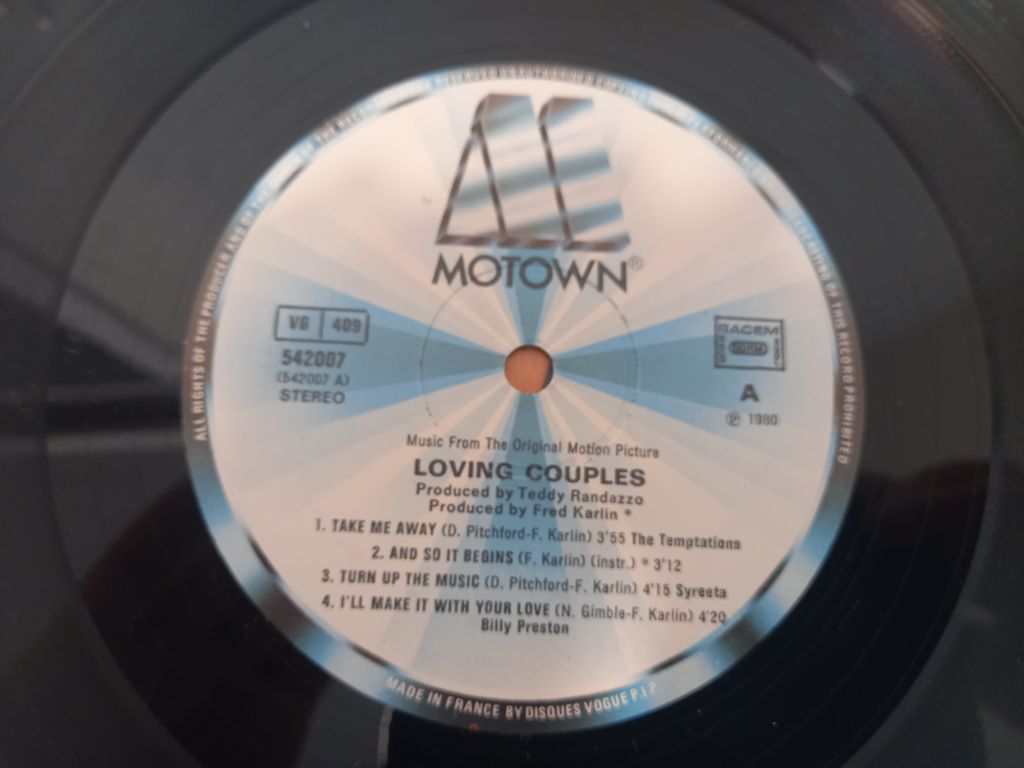 ALL RIGHTS OF THE PRODUCER AND OF THE
THIS RECORD PROHIBITED
MOTOWN®
VG 409
542007
(542007 A)
STEREO
SACEM
A
℗ 1980
Music From The Original Motion Picture
LOVING COUPLES
Produced by Teddy Randazzo
Produced by Fred Karlin *
1. TAKE ME AWAY (D. Pitchford-F. Karlin) 3'55 The Temptations
2. AND SO IT BEGINS (F. Karlin) (instr.) * 3'12
3. TURN UP THE MUSIC (D. Pitchford-F. Karlin) 4'15 Syreeta
4. I'LL MAKE IT WITH YOUR LOVE (N. Gimble-F. Karlin) 4'20
Billy Preston
MADE IN FRANCE BY DISQUES VOGUE P.I.P.